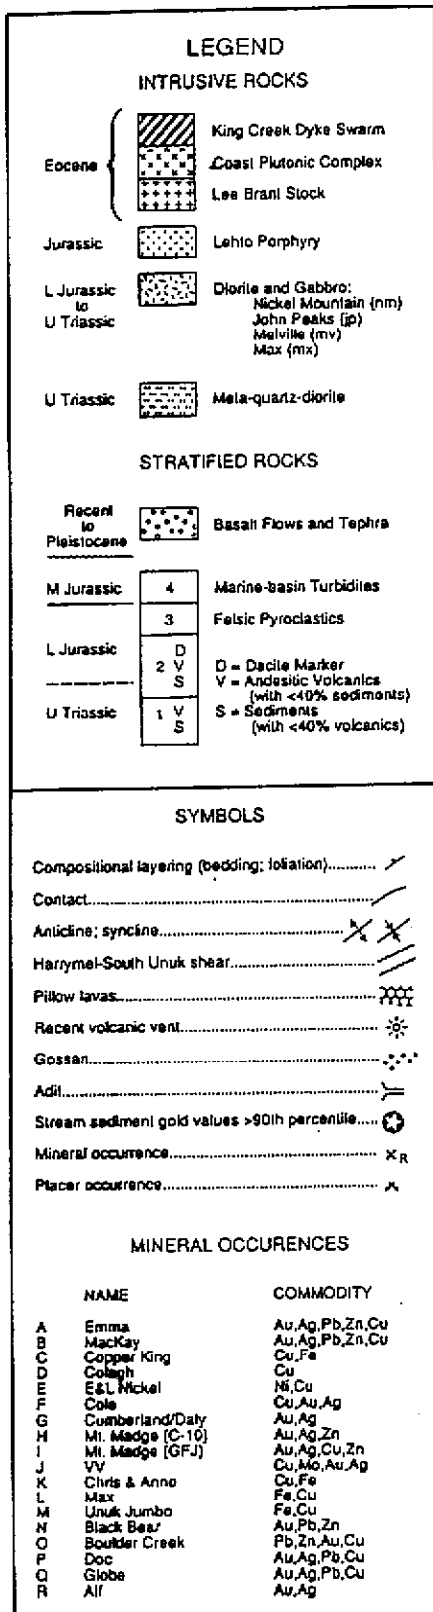 LEGEND
INTRUSIVE ROCKS
Eocene
King Creek Dyke Swarm
Coast Plutonic Complex
Lee Brant Stock
Jurassic
Lehto Porphyry
L Jurassic
to
U Triassic
Diorite and Gabbro:
Nickel Mountain (nm)
John Peaks (jp)
Melville (mv)
Max (mx)
U Triassic
Meta-quartz-diorite
STRATIFIED ROCKS
Recent
to
Pleistocene
Basalt Flows and Tephra
M Jurassic 4 Marine-basin Turbidites
3 Felsic Pyroclastics
L Jurassic
2 D V S
D = Dacite Marker
V = Andesitic Volcanics
(with <40% sediments)
U Triassic 1 V S
S = Sediments
(with <40% volcanics)
SYMBOLS
Compositional layering (bedding; foliation)
Contact
Anticline; syncline
Harrymel-South Unuk shear
Pillow lavas
Recent volcanic vent
Gossan
Adit
Stream sediment gold values >90th percentile
Mineral occurrence xR
Placer occurrence
MINERAL OCCURENCES
NAME COMMODITY
A Emma Au,Ag,Pb,Zn,Cu
B MacKay Au,Ag,Pb,Zn,Cu
C Copper King Cu,Fe
D Colagh Cu
E E&L Nickel Ni,Cu
F Cole Cu,Au,Ag
G Cumberland/Daly Au,Ag
H Mt. Madge (C-10) Au,Ag,Zn
I Mt. Madge (GFJ) Au,Ag,Cu,Zn
J VV Cu,Mo,Au,Ag
K Chris & Anne Cu,Fe
L Max Fe,Cu
M Unuk Jumbo Fe,Cu
N Black Bear Au,Pb,Zn
O Boulder Creek Pb,Zn,Au,Cu
P Doc Au,Ag,Pb,Cu
Q Globe Au,Ag,Pb,Cu
R Alf Au,Ag